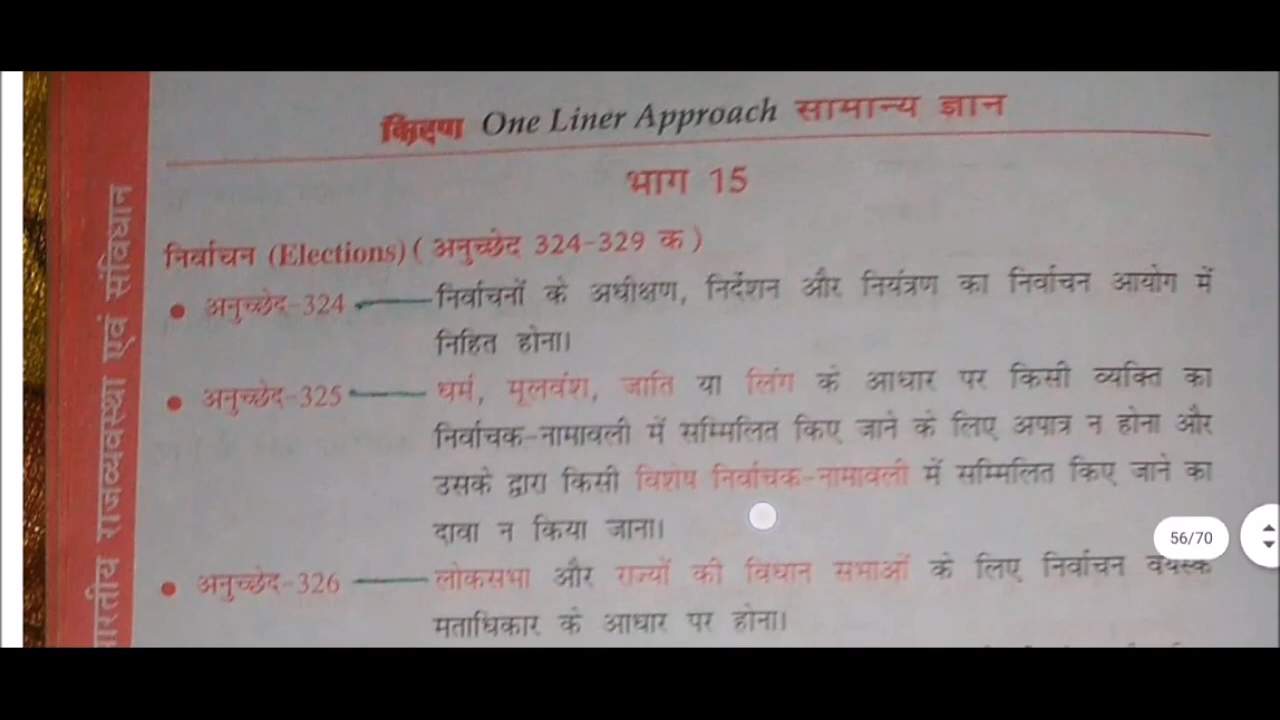 किरण One Liner Approach सामान्य ज्ञान
भाग 15
निर्वाचन (Elections) ( अनुच्छेद 324-329 क )
• अनुच्छेद-324 — निर्वाचनों के अधीक्षण, निर्देशन और नियंत्रण का निर्वाचन आयोग में
निहित होना।
• अनुच्छेद-325 — धर्म, मूलवंश, जाति या लिंग के आधार पर किसी व्यक्ति का
निर्वाचक-नामावली में सम्मिलित किए जाने के लिए अपात्र न होना और
उसके द्वारा किसी विशेष निर्वाचक-नामावली में सम्मिलित किए जाने का
दावा न किया जाना।
• अनुच्छेद-326 — लोकसभा और राज्यों की विधान सभाओं के लिए निर्वाचन वयस्क
मताधिकार के आधार पर होना।
भारतीय राजव्यवस्था एवं संविधान
56/70